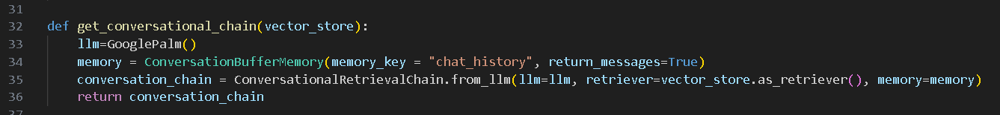 31
32 def get_conversational_chain(vector_store):
33     llm=GooglePalm()
34     memory = ConversationBufferMemory(memory_key = "chat_history", return_messages=True)
35     conversation_chain = ConversationalRetrievalChain.from_llm(llm=llm, retriever=vector_store.as_retriever(), memory=memory)
36     return conversation_chain
37